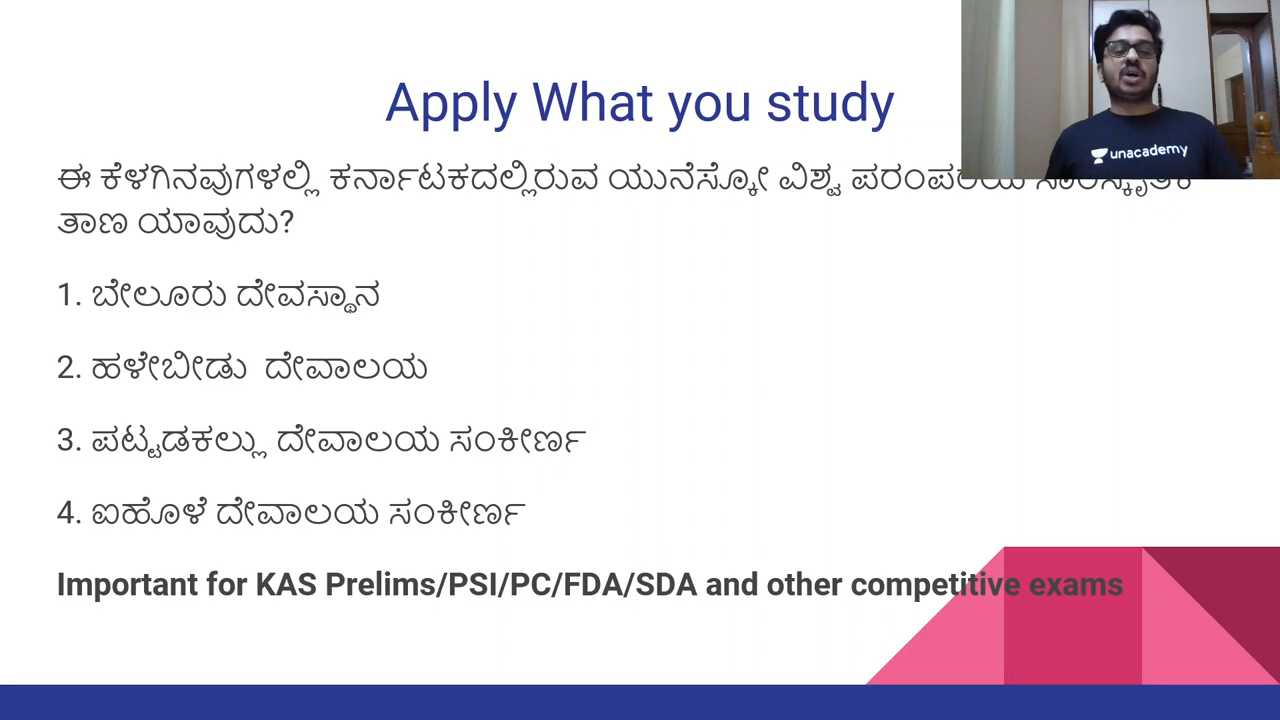 Apply What you study
unacademy
ಈ ಕೆಳಗಿನವುಗಳಲ್ಲಿ ಕರ್ನಾಟಕದಲ್ಲಿರುವ ಯುನೆಸ್ಕೋ ವಿಶ್ವ
ತಾಣ ಯಾವುದು?
1. ಬೇಲೂರು ದೇವಸ್ಥಾನ
2. ಹಳೇಬೀಡು ದೇವಾಲಯ
3. ಪಟ್ಟಡಕಲ್ಲು ದೇವಾಲಯ ಸಂಕೀರ್ಣ
4. ಐಹೊಳೆ ದೇವಾಲಯ ಸಂಕೀರ್ಣ
Important for KAS Prelims/PSI/PC/FDA/SDA and other competitive exams